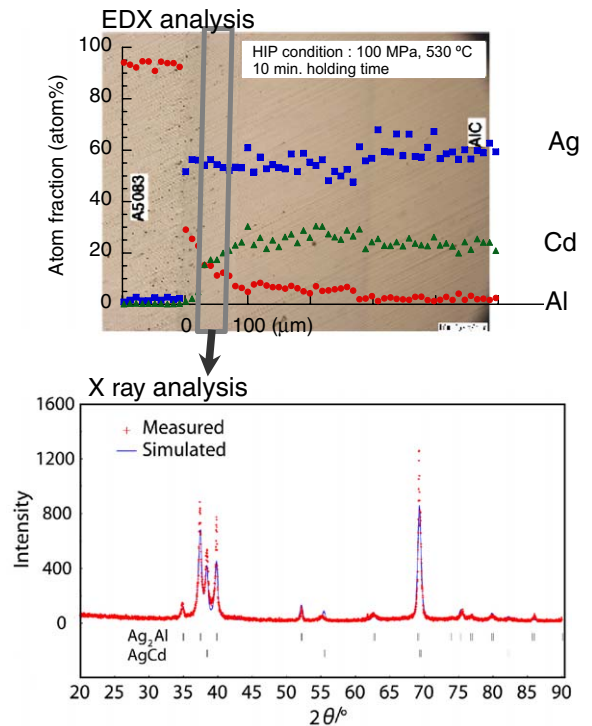 EDX analysis
HIP condition : 100 MPa, 530 ºC
10 min. holding time
100
80
60
40
20
0
Atom fraction (atom%)
A5083
AIC
Ag
Cd
Al
0
100 (μm)
X ray analysis
1600
1200
800
400
0
Intensity
Measured
Simulated
Ag2Al
AgCd
20 25 30 35 40 45 50 55 60 65 70 75 80 85 90
2θ/°